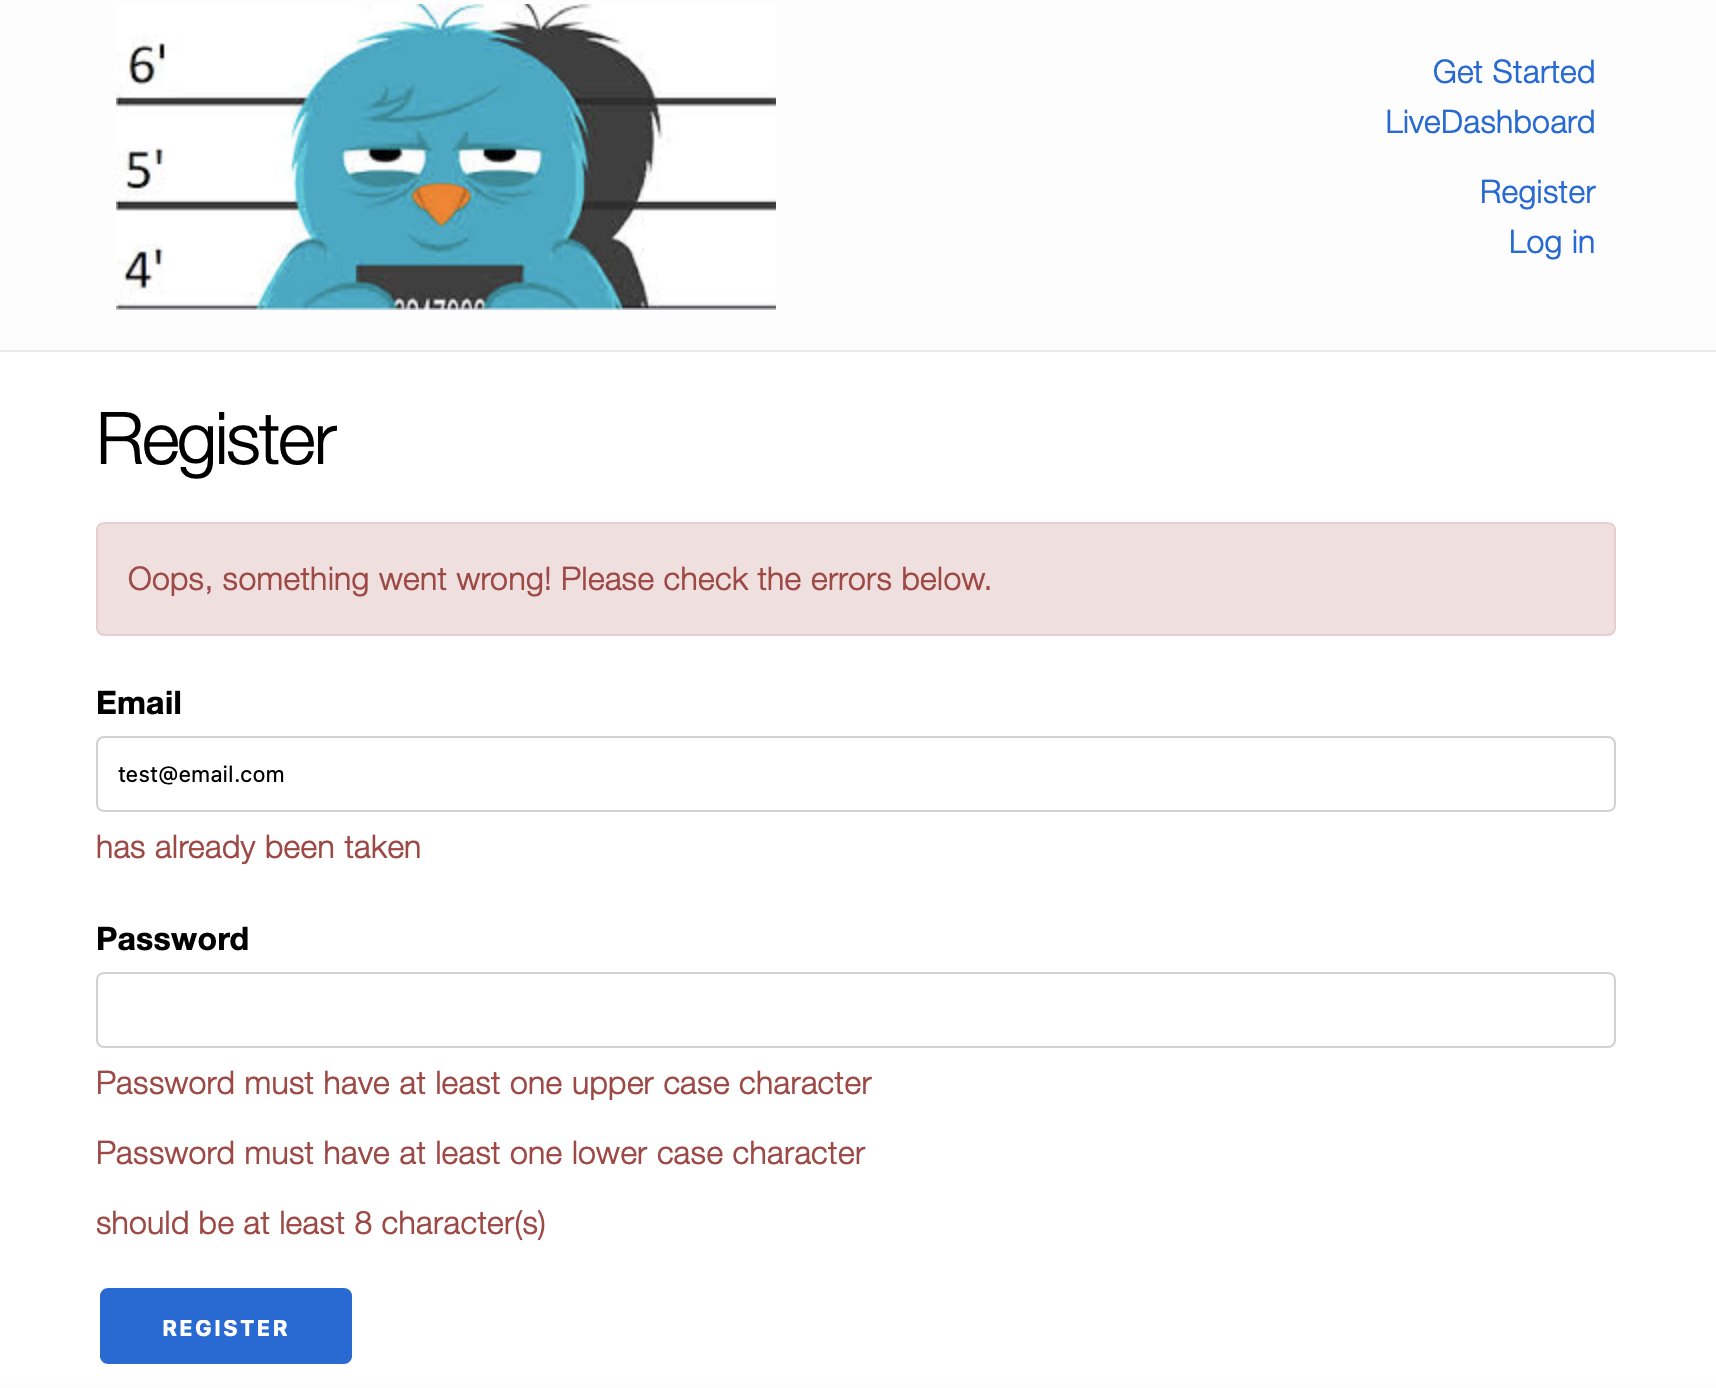 6'
5'
4'
Get Started
LiveDashboard
Register
Log in
Register
Oops, something went wrong! Please check the errors below.
Email
test@email.com
has already been taken
Password
Password must have at least one upper case character
Password must have at least one lower case character
should be at least 8 character(s)
REGISTER